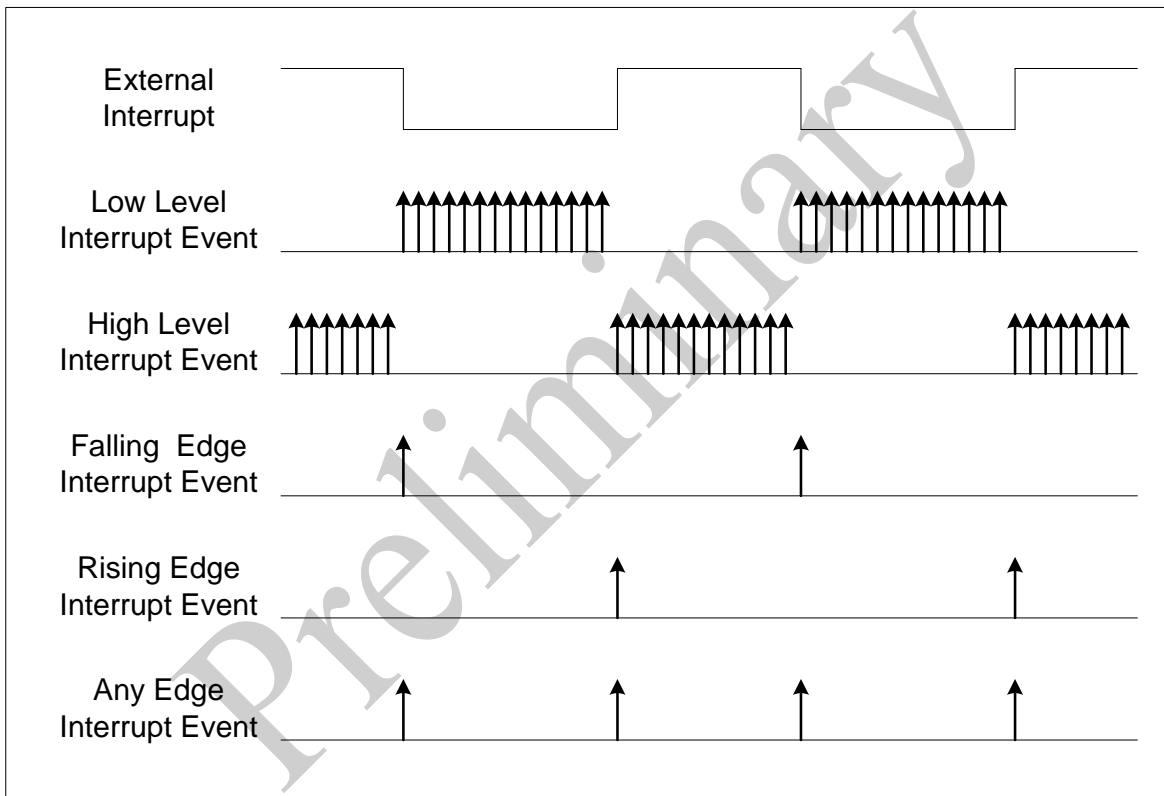 External
Interrupt
Low Level
Interrupt Event
High Level
Interrupt Event
Falling Edge
Interrupt Event
Rising Edge
Interrupt Event
Any Edge
Interrupt Event
Preliminary